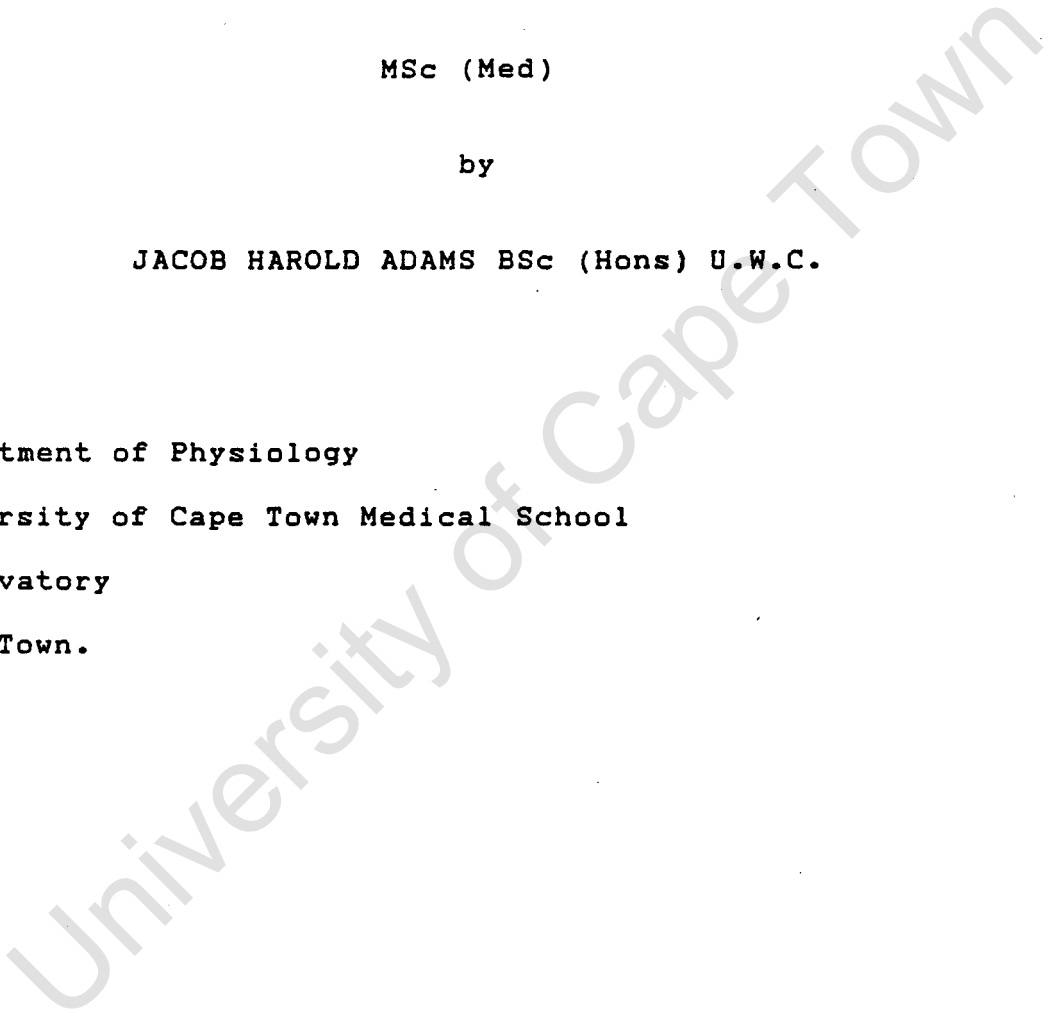 MSc (Med)
by
JACOB HAROLD ADAMS BSc (Hons) U.W.C.
tment of Physiology
rsity of Cape Town Medical School
vatory
Town.
University of Cape Town